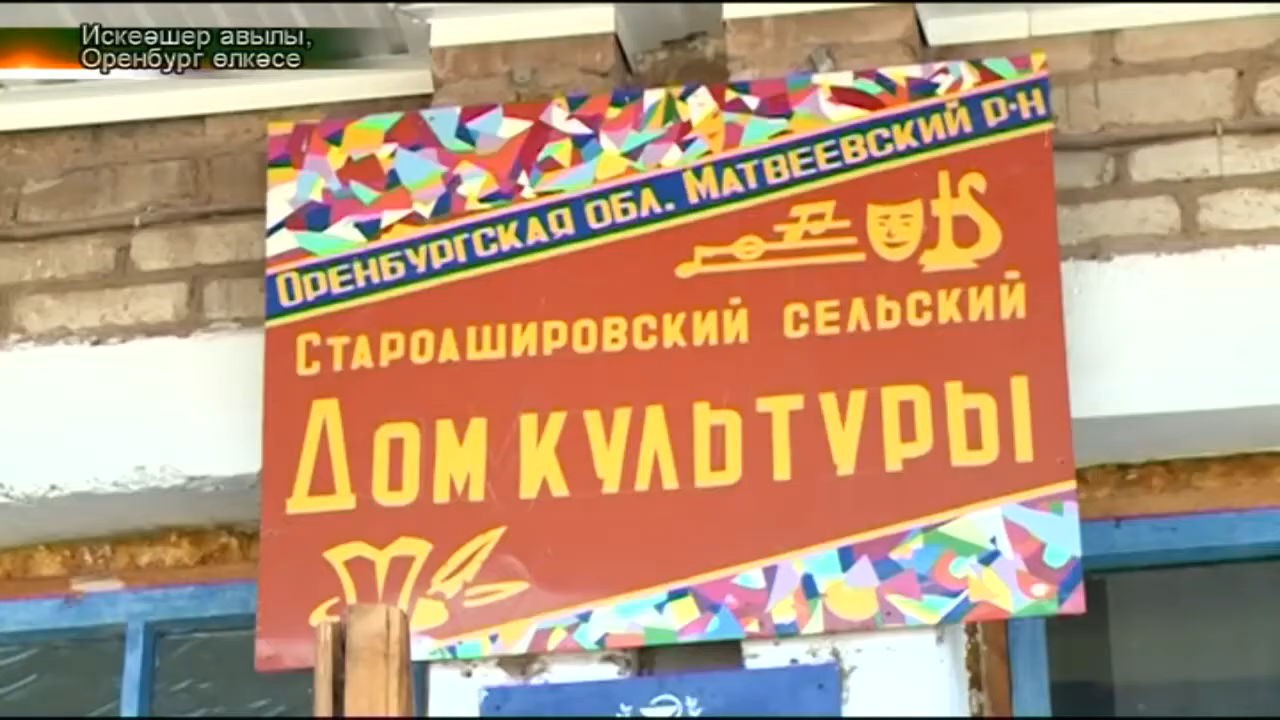 Искеәшер авылы,
Оренбург өлкәсе
Оренбургская обл. Матвеевский р-н
Староашировский сельский
Дом культуры